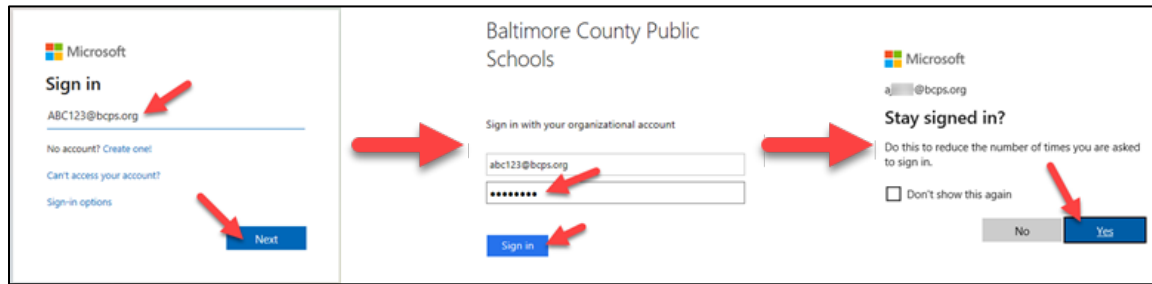 Microsoft
Sign in
ABC123@bcps.org
No account? Create one!
Can't access your account?
Sign-in options
Next
Baltimore County Public
Schools
Sign in with your organizational account
abc123@bcps.org
••••••••
Sign in
Microsoft
a @bcps.org
Stay signed in?
Do this to reduce the number of times you are asked
to sign in.
Don't show this again
No
Yes